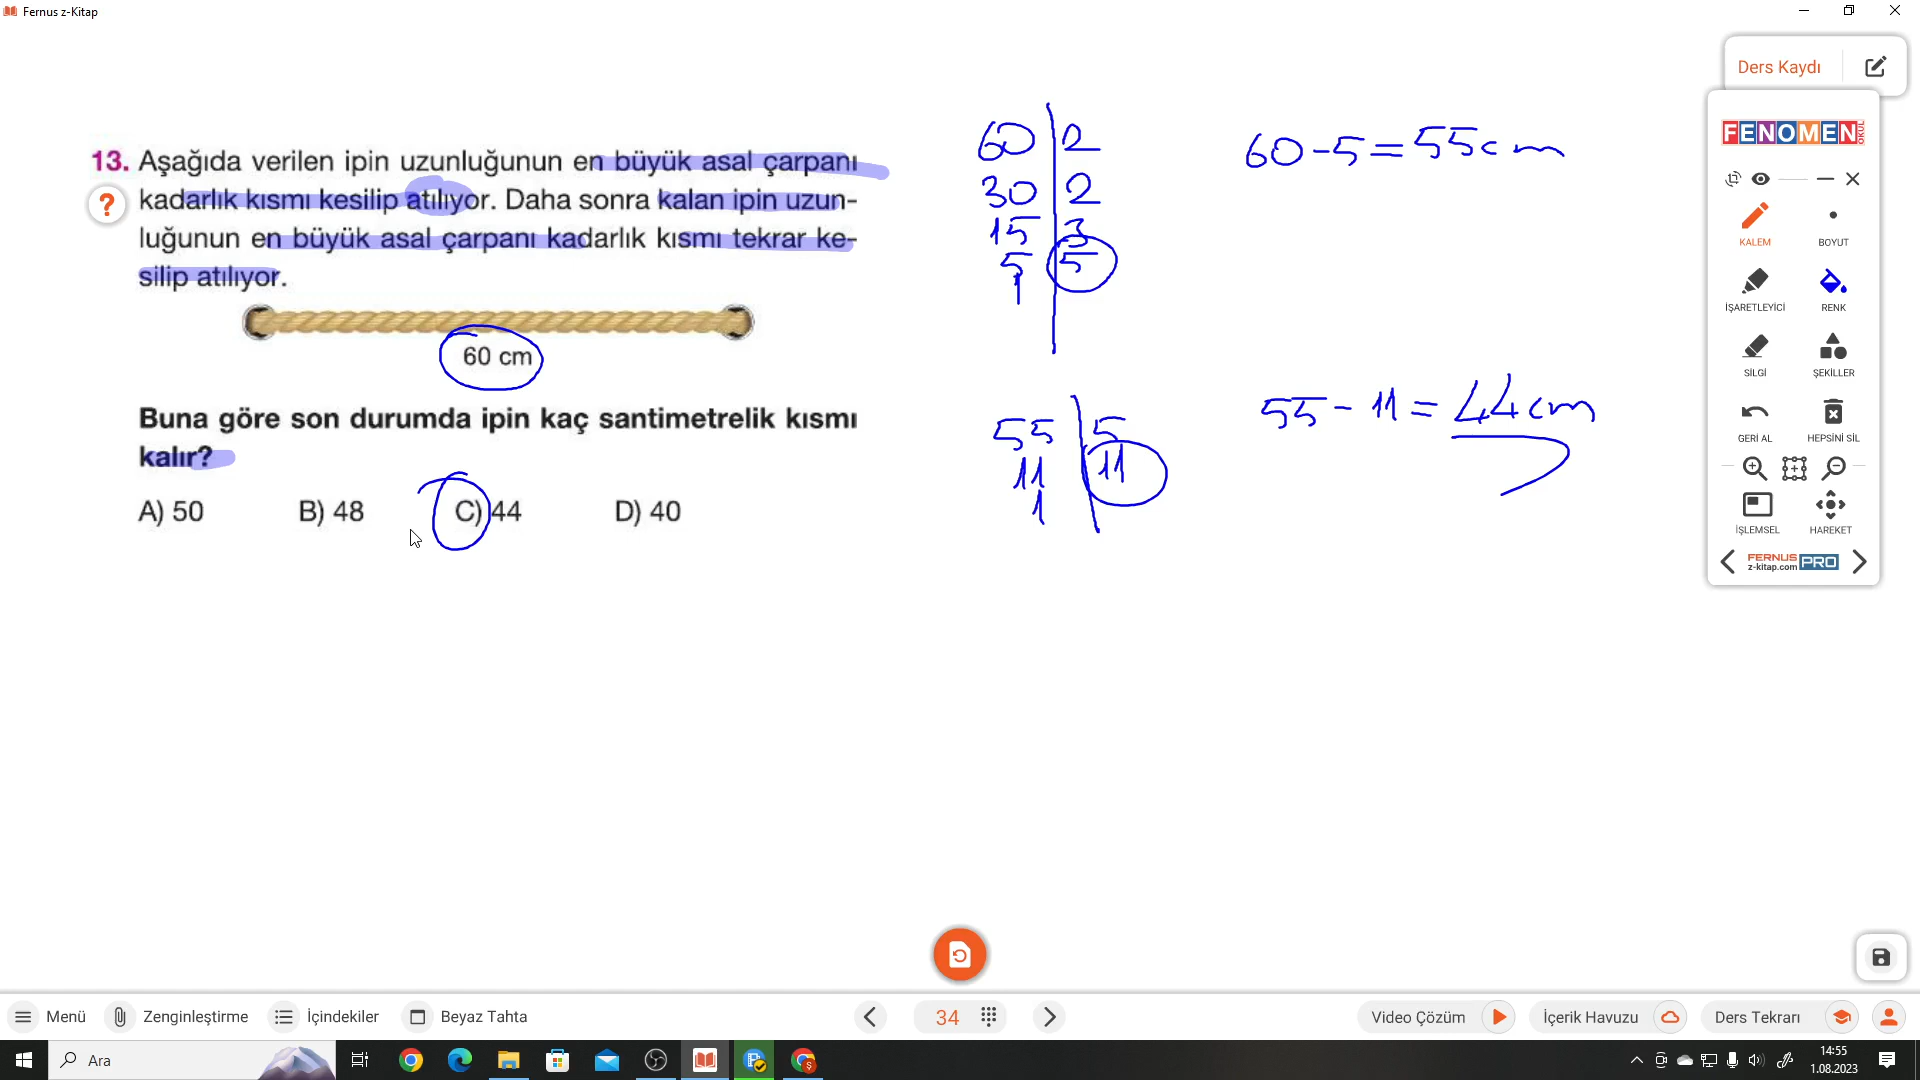 Fernus z-Kitap
Ders Kaydı
13. Aşağıda verilen ipin uzunluğunun en büyük asal çarpanı
kadarlık kısmı kesilip atılıyor. Daha sonra kalan ipin uzun-
luğunun en büyük asal çarpanı kadarlık kısmı tekrar ke-
silip atılıyor.
?
60 cm
Buna göre son durumda ipin kaç santimetrelik kısmı
kalır?
A) 50 B) 48 C) 44 D) 40
60 2
30 2
15 3
5 5
1
60-5=55cm
55 5
11 11
1
55-11=44cm
FENOMEN OKUL
KALEM BOYUT
İŞARETLEYİCİ RENK
SİLGİ ŞEKİLLER
GERİ AL HEPSİNİ SİL
İŞLEMSEL HAREKET
FERNUS
z-kitap.com PRO
Menü Zenginleştirme İçindekiler Beyaz Tahta 34 Video Çözüm İçerik Havuzu Ders Tekrarı
Ara
14:55
1.08.2023